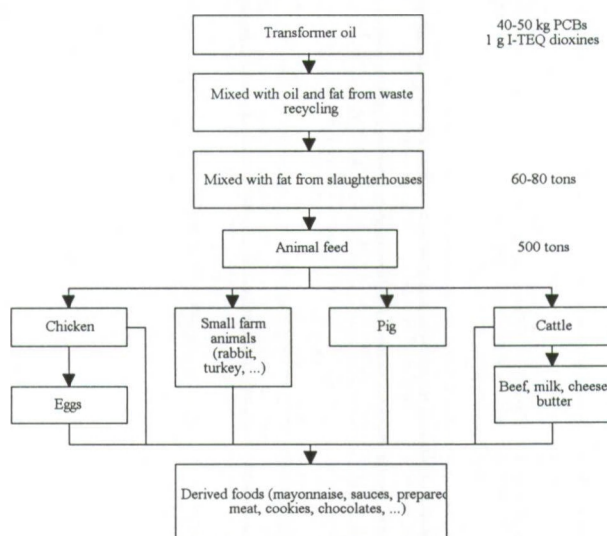 Transformer oil
40-50 kg PCBs
1 g I-TEQ dioxines
Mixed with oil and fat from waste
recycling
Mixed with fat from slaughterhouses
60-80 tons
Animal feed
500 tons
Chicken
Small farm
animals
(rabbit,
turkey, ...)
Pig
Cattle
Eggs
Beef, milk, cheese
butter
Derived foods (mayonnaise, sauces, prepared
meat, cookies, chocolates, ...)